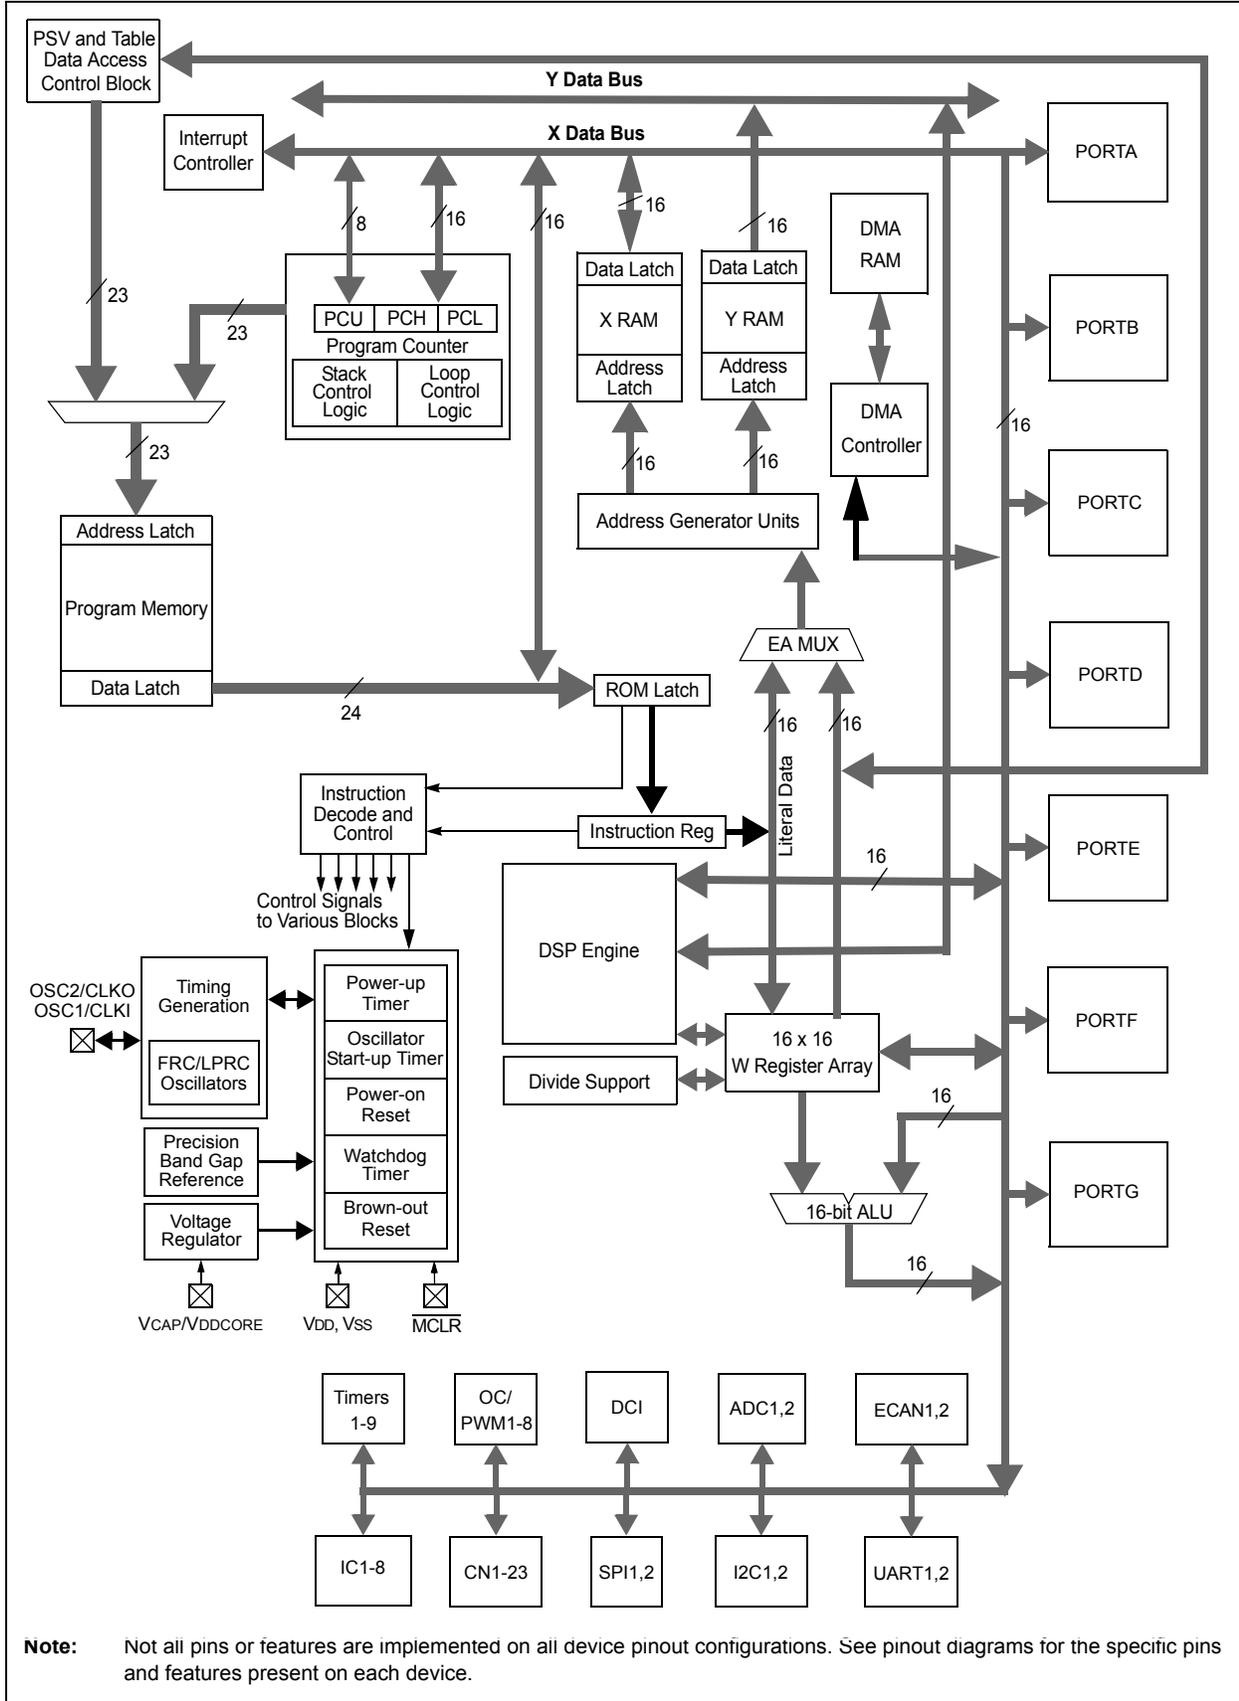 PSV and Table
Data Access
Control Block
Y Data Bus
Interrupt
Controller
X Data Bus
PORTA
8
16
16
16
16
DMA
RAM
23
23
Data Latch
X RAM
Address
Latch
Data Latch
Y RAM
Address
Latch
PCU
PCH
PCL
Program Counter
Stack
Control
Logic
Loop
Control
Logic
PORTB
DMA
Controller
16
23
16
16
PORTC
Address Generator Units
Address Latch
Program Memory
Data Latch
EA MUX
PORTD
24
ROM Latch
16
16
Literal Data
Instruction
Decode and
Control
Instruction Reg
PORTE
16
Control Signals
to Various Blocks
DSP Engine
OSC2/CLKO
OSC1/CLKI
Timing
Generation
FRC/LPRC
Oscillators
Power-up
Timer
Oscillator
Start-up Timer
Power-on
Reset
Watchdog
Timer
Brown-out
Reset
PORTF
16 x 16
W Register Array
Divide Support
16
Precision
Band Gap
Reference
Voltage
Regulator
PORTG
16-bit ALU
16
VCAP/VDDCORE
VDD, VSS
MCLR
Timers
1-9
OC/
PWM1-8
DCI
ADC1,2
ECAN1,2
IC1-8
CN1-23
SPI1,2
I2C1,2
UART1,2
Note: Not all pins or features are implemented on all device pinout configurations. See pinout diagrams for the specific pins
and features present on each device.